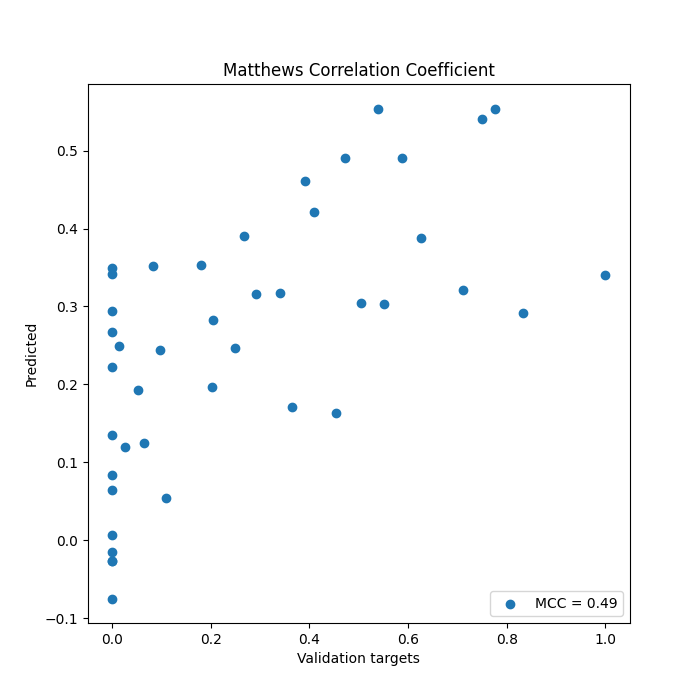 Matthews Correlation Coefficient
Predicted
0.5
0.4
0.3
0.2
0.1
0.0
−0.1
MCC = 0.49
0.0 0.2 0.4 0.6 0.8 1.0
Validation targets